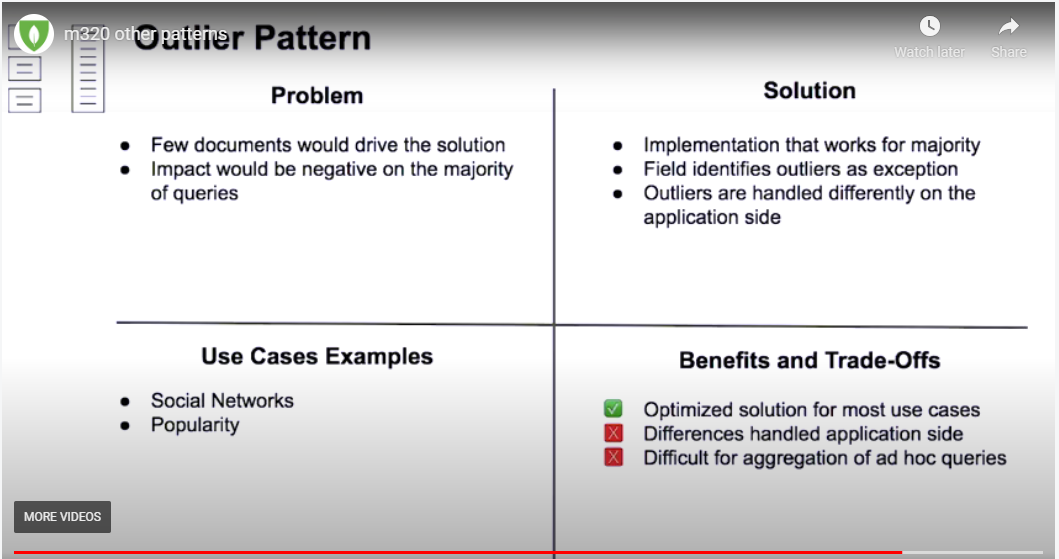 m320 other patterns
Outlier Pattern
Watch later
Share
Problem
Few documents would drive the solution
Impact would be negative on the majority
of queries
Solution
Implementation that works for majority
Field identifies outliers as exception
Outliers are handled differently on the
application side
Use Cases Examples
Social Networks
Popularity
Benefits and Trade-Offs
Optimized solution for most use cases
Differences handled application side
Difficult for aggregation of ad hoc queries
MORE VIDEOS